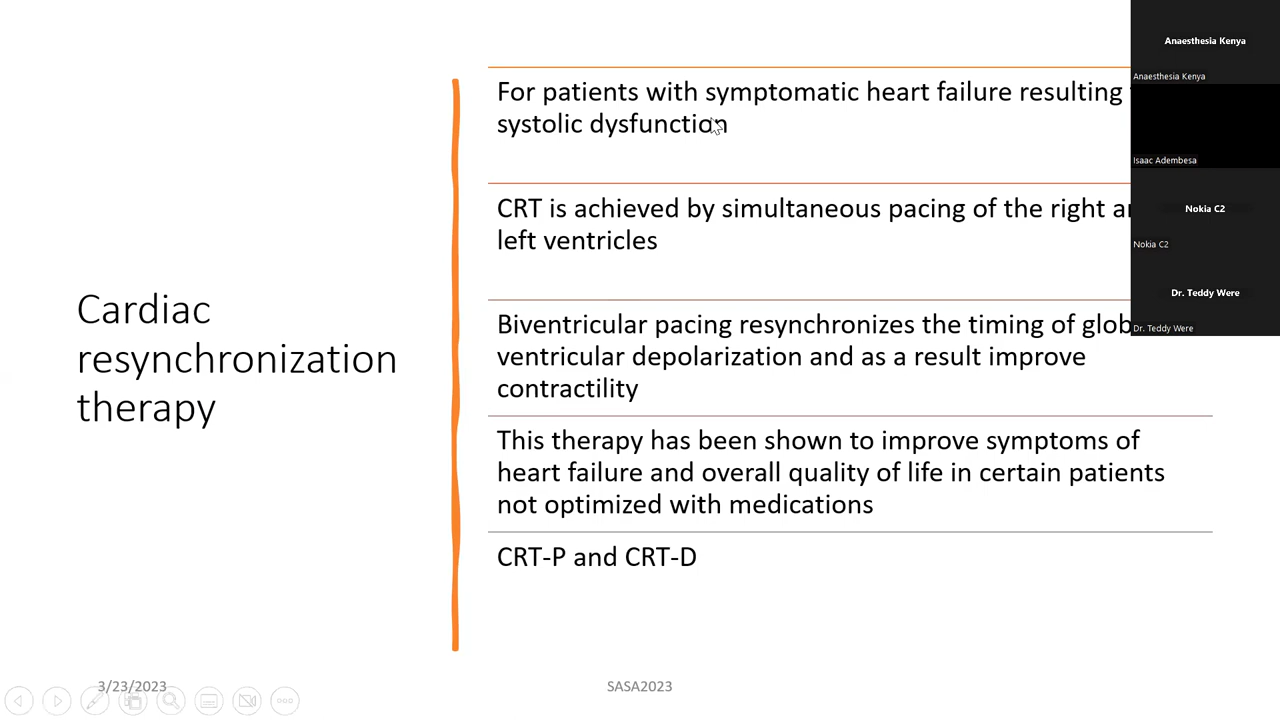 Cardiac
resynchronization
therapy
For patients with symptomatic heart failure resulting
systolic dysfunction
CRT is achieved by simultaneous pacing of the right
left ventricles
Biventricular pacing resynchronizes the timing of
ventricular depolarization and as a result improve
contractility
This therapy has been shown to improve symptoms of
heart failure and overall quality of life in certain patients
not optimized with medications
CRT-P and CRT-D
3/23/2023
SASA2023
Anaesthesia Kenya
Anaesthesia Kenya
Isaac Adembesa
Nokia C2
Nokia C2
Dr. Teddy Were
Dr. Teddy Were